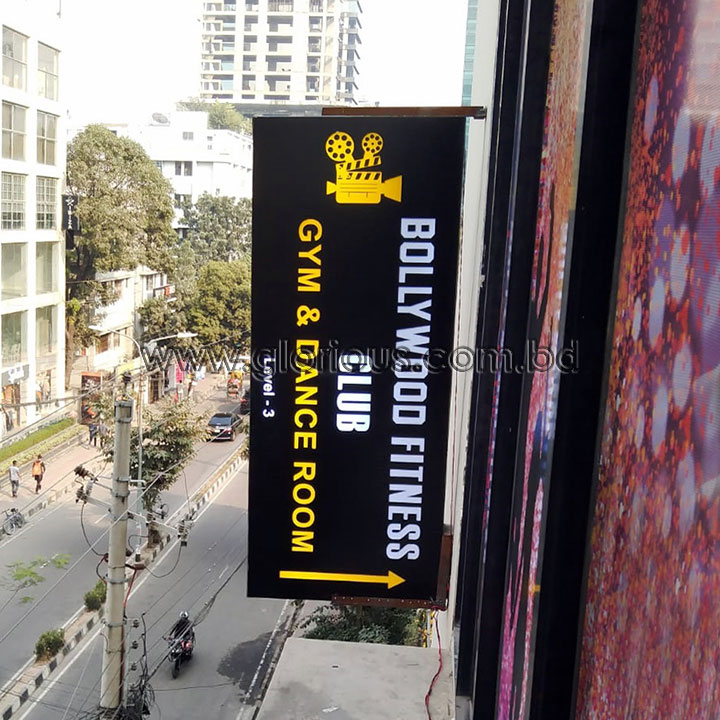 BOLLYWOOD FITNESS
CLUB
GYM & DANCE ROOM
Level - 3
www.glorious.com.bd